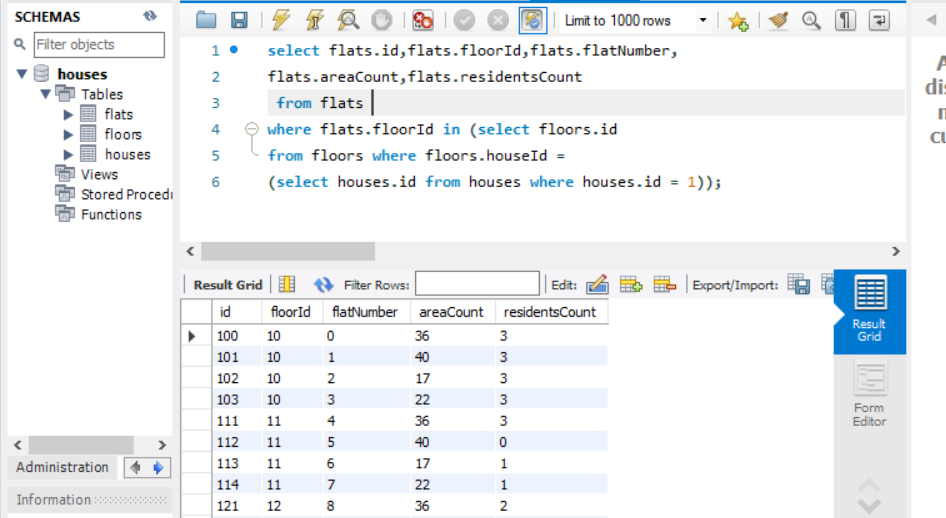 SCHEMAS
Filter objects
houses
Tables
flats
floors
houses
Views
Stored Procedu
Functions
Administration
Information
Limit to 1000 rows
1 select flats.id,flats.floorId,flats.flatNumber,
2 flats.areaCount,flats.residentsCount
3 from flats
4 where flats.floorId in (select floors.id
5 from floors where floors.houseId =
6 (select houses.id from houses where houses.id = 1));
Result Grid Filter Rows: Edit: Export/Import:
id floorId flatNumber areaCount residentsCount
100 10 0 36 3
101 10 1 40 3
102 10 2 17 3
103 10 3 22 3
111 11 4 36 3
112 11 5 40 0
113 11 6 17 1
114 11 7 22 1
121 12 8 36 2
Result
Grid
Form
Editor